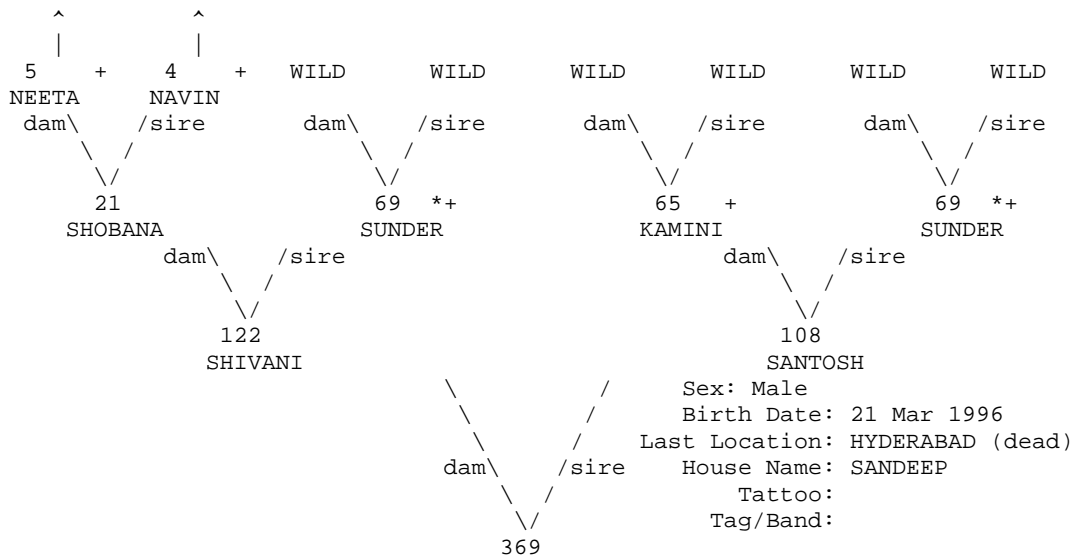 ^ ^
| |
5 + 4 + WILD WILD WILD WILD WILD WILD
NEETA NAVIN
dam\ /sire dam\ /sire dam\ /sire dam\ /sire
\ / \ / \ / \ /
\/ \/ \/ \/
21 69 *+ 65 + 69 *+
SHOBANA SUNDER KAMINI SUNDER
dam\ /sire dam\ /sire
\ / \ /
\/ \/
122 108
SHIVANI SANTOSH
\ / Sex: Male
\ / Birth Date: 21 Mar 1996
\ / Last Location: HYDERABAD (dead)
dam\ /sire House Name: SANDEEP
\ / Tattoo:
\/ Tag/Band:
369